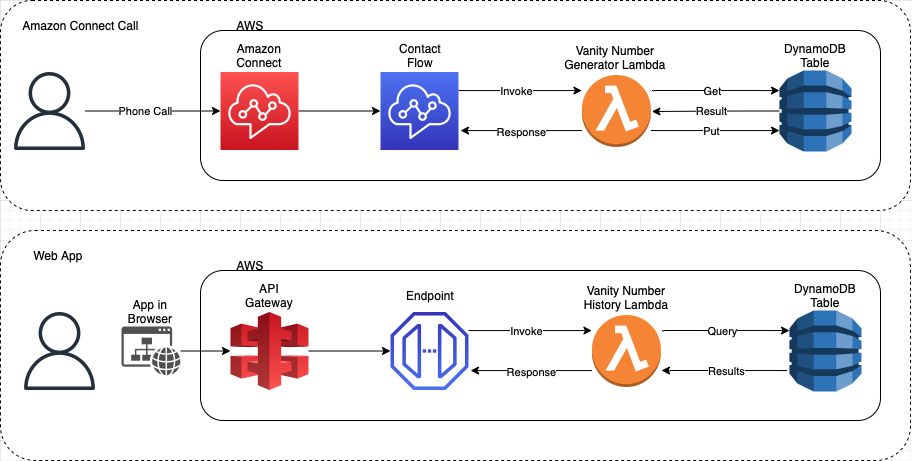 Amazon Connect Call
AWS
Amazon
Connect
Contact
Flow
Vanity Number
Generator Lambda
DynamoDB
Table
Phone Call
Invoke
Response
Get
Result
Put
Web App
AWS
App in
Browser
API
Gateway
Endpoint
Vanity Number
History Lambda
DynamoDB
Table
Invoke
Response
Query
Results